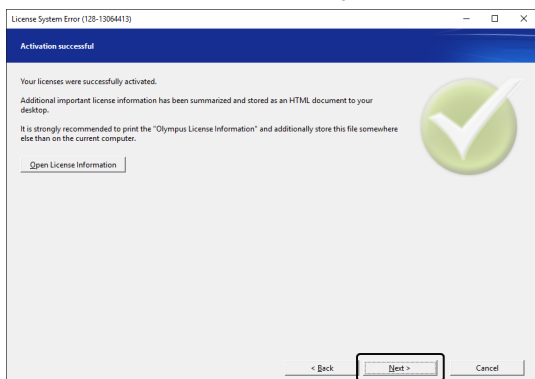 License System Error (128-13064413)
Activation successful
Your licenses were successfully activated.
Additional important license information has been summarized and stored as an HTML document to your
desktop.
It is strongly recommended to print the "Olympus License Information" and additionally store this file somewhere
else than on the current computer.
Open License Information
< Back Next > Cancel